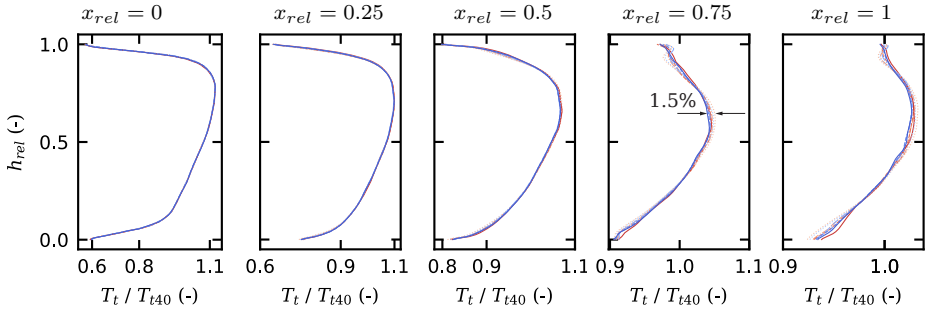 x_rel = 0 x_rel = 0.25 x_rel = 0.5 x_rel = 0.75 x_rel = 1
1.0
1.5%
0.5
h_rel (-)
0.0
0.6 0.8 1.1 0.6 0.9 1.1 0.8 0.9 1.1 0.9 1.0 1.1 0.9 1.0
T_t / T_t40 (-) T_t / T_t40 (-) T_t / T_t40 (-) T_t / T_t40 (-) T_t / T_t40 (-)